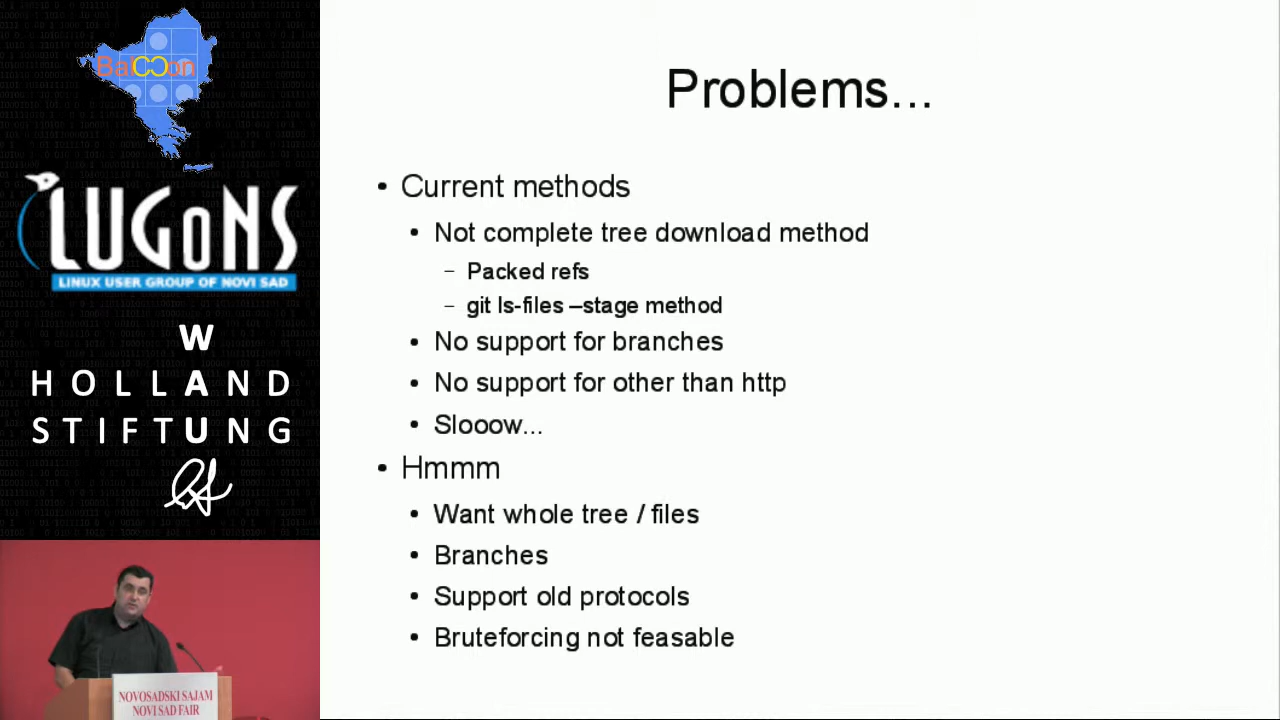 BalCCon
LUGoNS
LINUX USER GROUP OF NOVI SAD
W
HOLLAND
STIFTUNG
NOVOSADSKI SAJAM
NOVI SAD FAIR
Problems...
• Current methods
• Not complete tree download method
– Packed refs
– git ls-files –stage method
• No support for branches
• No support for other than http
• Slooow...
• Hmmm
• Want whole tree / files
• Branches
• Support old protocols
• Bruteforcing not feasable